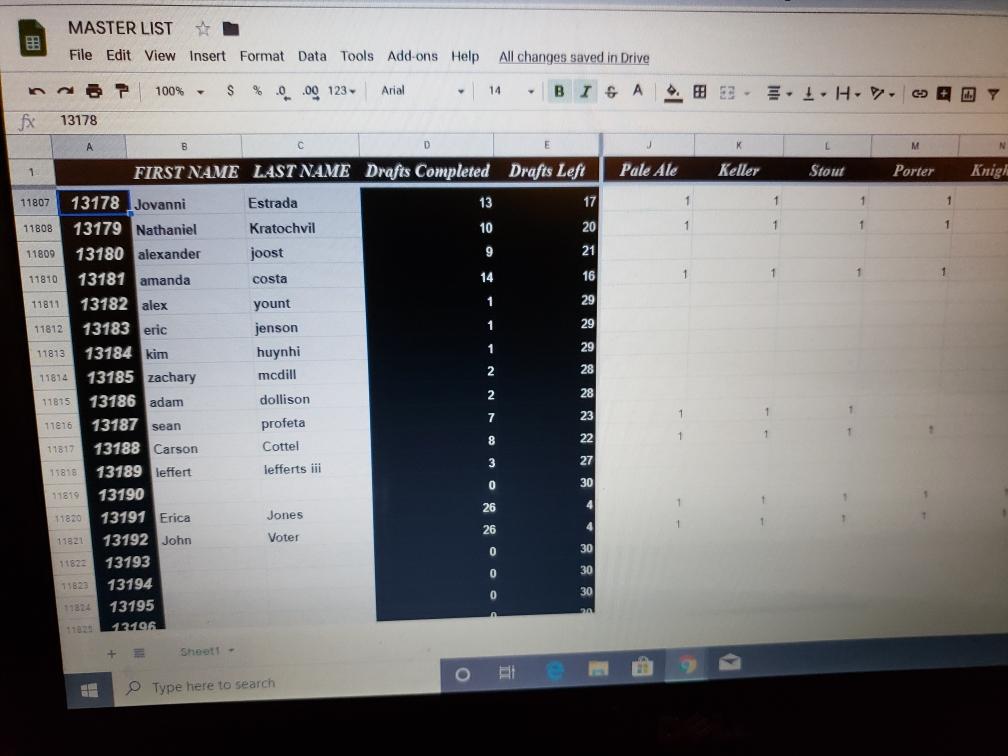 MASTER LIST
File Edit View Insert Format Data Tools Add-ons Help All changes saved in Drive
100% $ % .0 .00 123 Arial 14 B I S A
fx 13178
A B C D E J K L M N
1 FIRST NAME LAST NAME Drafts Completed Drafts Left Pale Ale Keller Stout Porter Knigh
11807 13178 Jovanni Estrada 13 17 1 1 1 1
11808 13179 Nathaniel Kratochvil 10 20 1 1 1 1
11809 13180 alexander joost 9 21
11810 13181 amanda costa 14 16 1 1 1 1
11811 13182 alex yount 1 29
11812 13183 eric jenson 1 29
11813 13184 kim huynhi 1 29
11814 13185 zachary mcdill 2 28
11815 13186 adam dollison 2 28
11816 13187 sean profeta 7 23 1 1 1
11817 13188 Carson Cottel 8 22 1 1 1 1
11818 13189 leffert lefferts iii 3 27
11819 13190 0 30
11820 13191 Erica Jones 26 4 1 1 1 1 1
11821 13192 John Voter 26 4 1 1 1 1 1
11822 13193 0 30
11823 13194 0 30
11824 13195 0 30
11825 13196 0 30
+ Sheet1
Type here to search